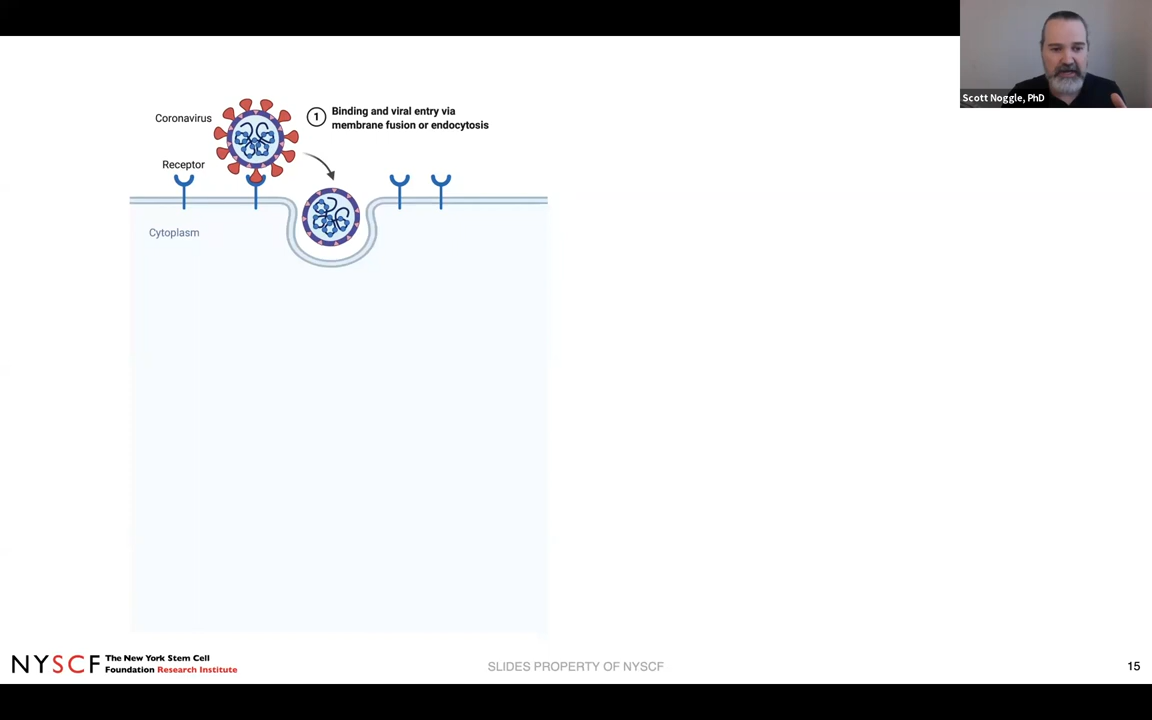 Scott Noggle, PhD
Coronavirus
1
Binding and viral entry via
membrane fusion or endocytosis
Receptor
Cytoplasm
NYSCF
The New York Stem Cell
Foundation Research Institute
SLIDES PROPERTY OF NYSCF
15